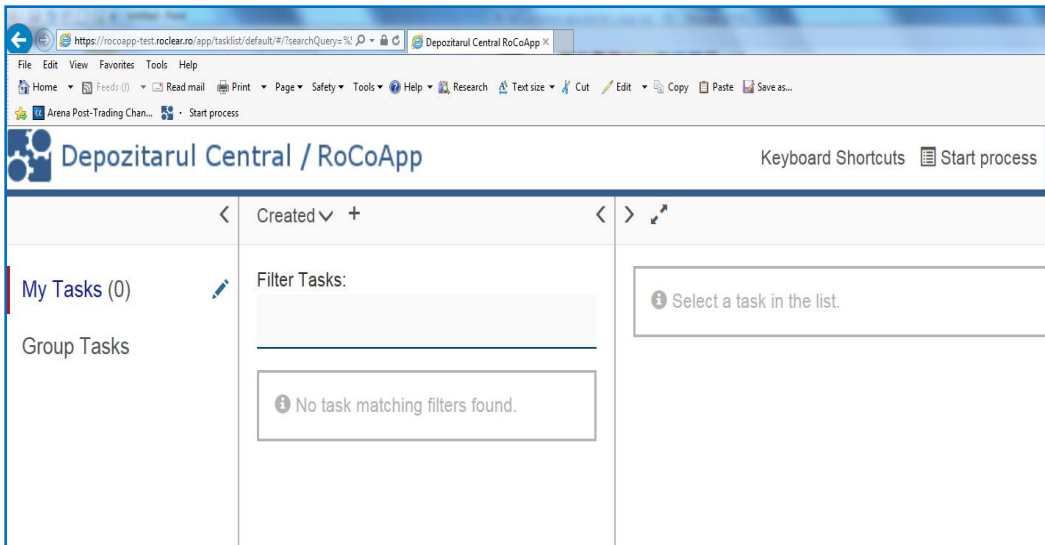 https://rocoapp-test.roclear.ro/app/tasklist/default/#/?searchQuery=%
Depozitarul Central RoCoApp ×
File Edit View Favorites Tools Help
Home Feeds (J) Read mail Print Page Safety Tools Help Research Text size Cut Edit Copy Paste Save as...
Arena Post-Trading Chan... Start process
Depozitarul Central / RoCoApp
Keyboard Shortcuts Start process
Created +
My Tasks (0)
Group Tasks
Filter Tasks:
No task matching filters found.
Select a task in the list.